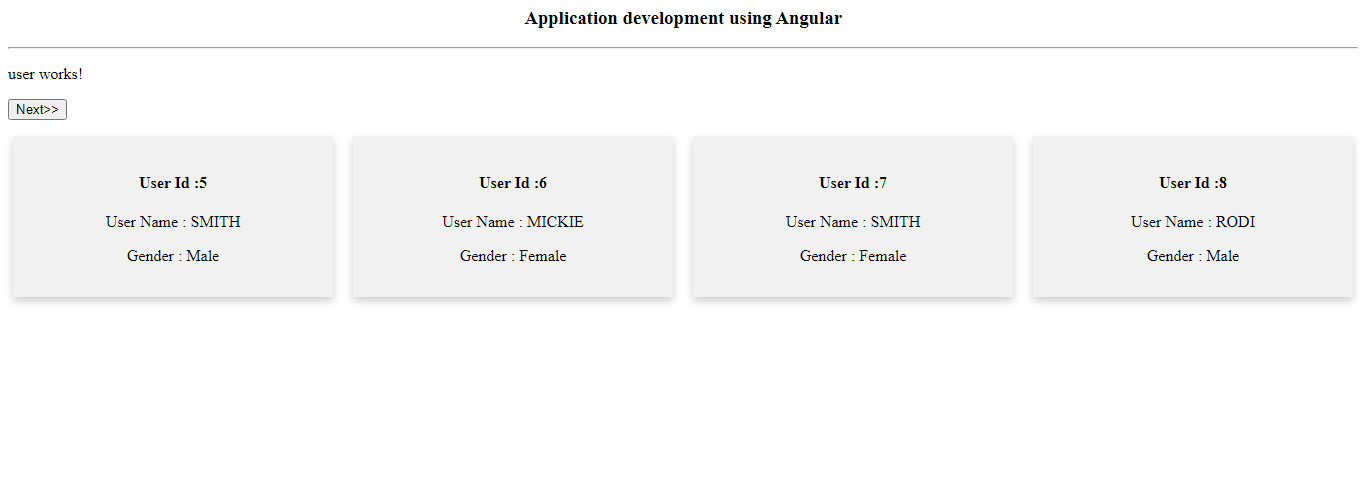 Application development using Angular
user works!
Next>>
User Id :5
User Name : SMITH
Gender : Male
User Id :6
User Name : MICKIE
Gender : Female
User Id :7
User Name : SMITH
Gender : Female
User Id :8
User Name : RODI
Gender : Male